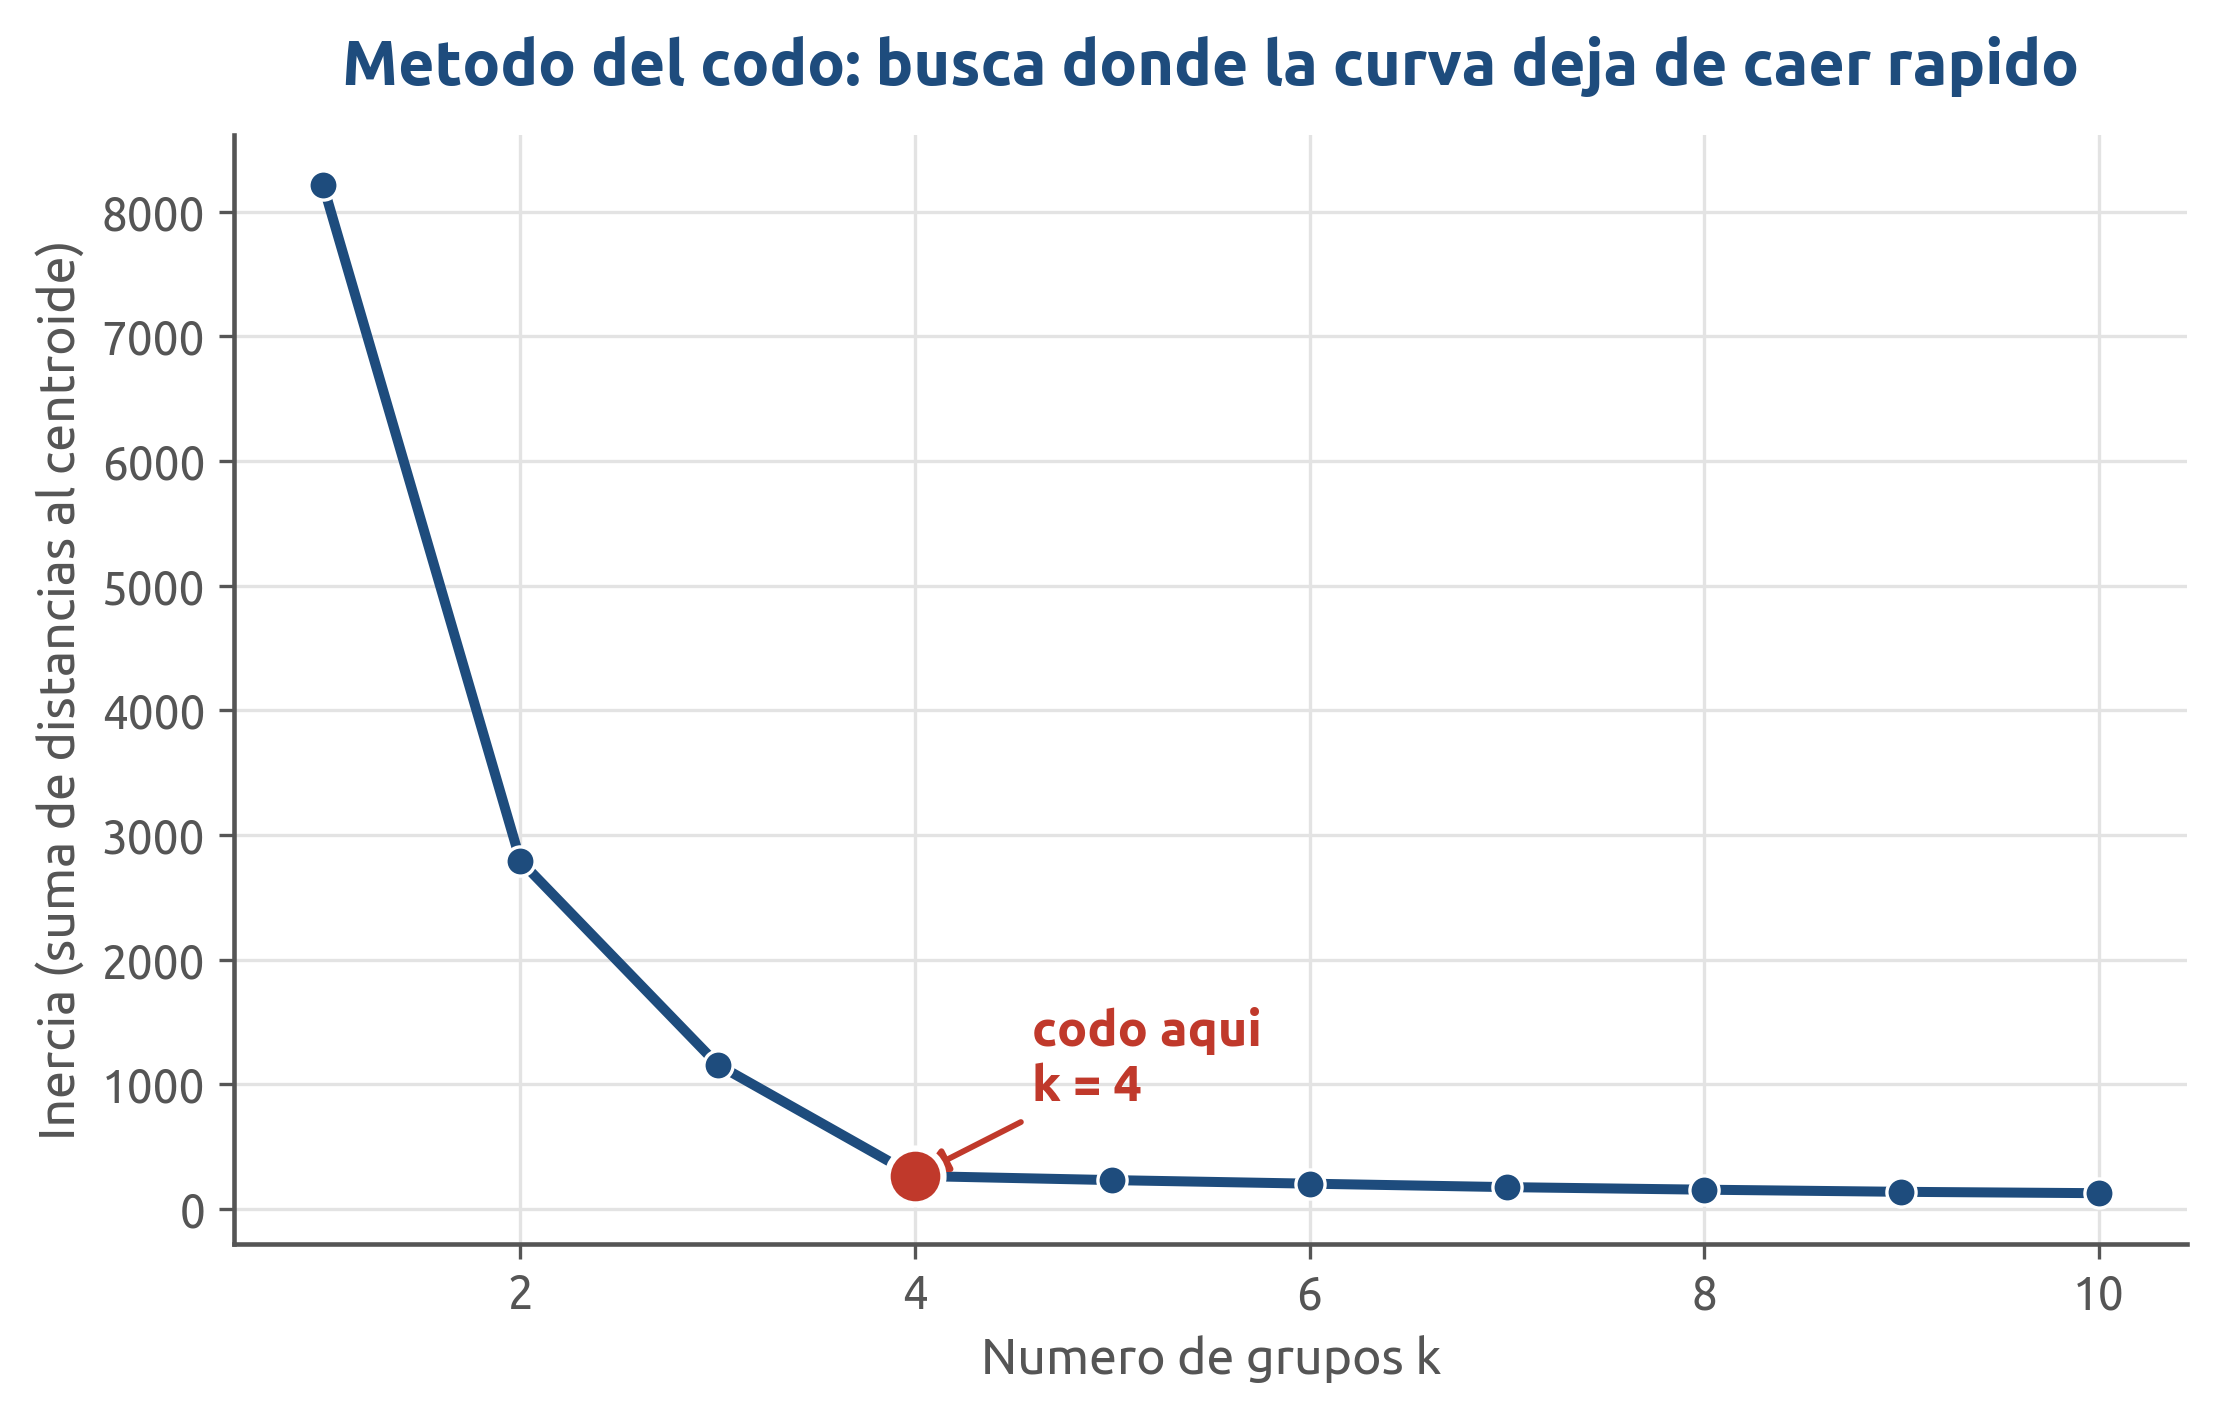 Metodo del codo: busca donde la curva deja de caer rapido
Inercia (suma de distancias al centroide)
8000
7000
6000
5000
4000
3000
2000
1000
0
codo aqui
k = 4
2
4
6
8
10
Numero de grupos k